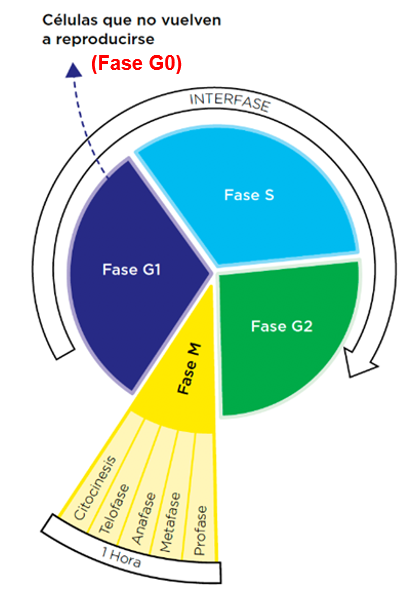 Células que no vuelven
a reproducirse
(Fase G0)
INTERFASE
Fase S
Fase G1
Fase G2
Fase M
Citocinesis
Telofase
Anafase
Metafase
Profase
1 Hora